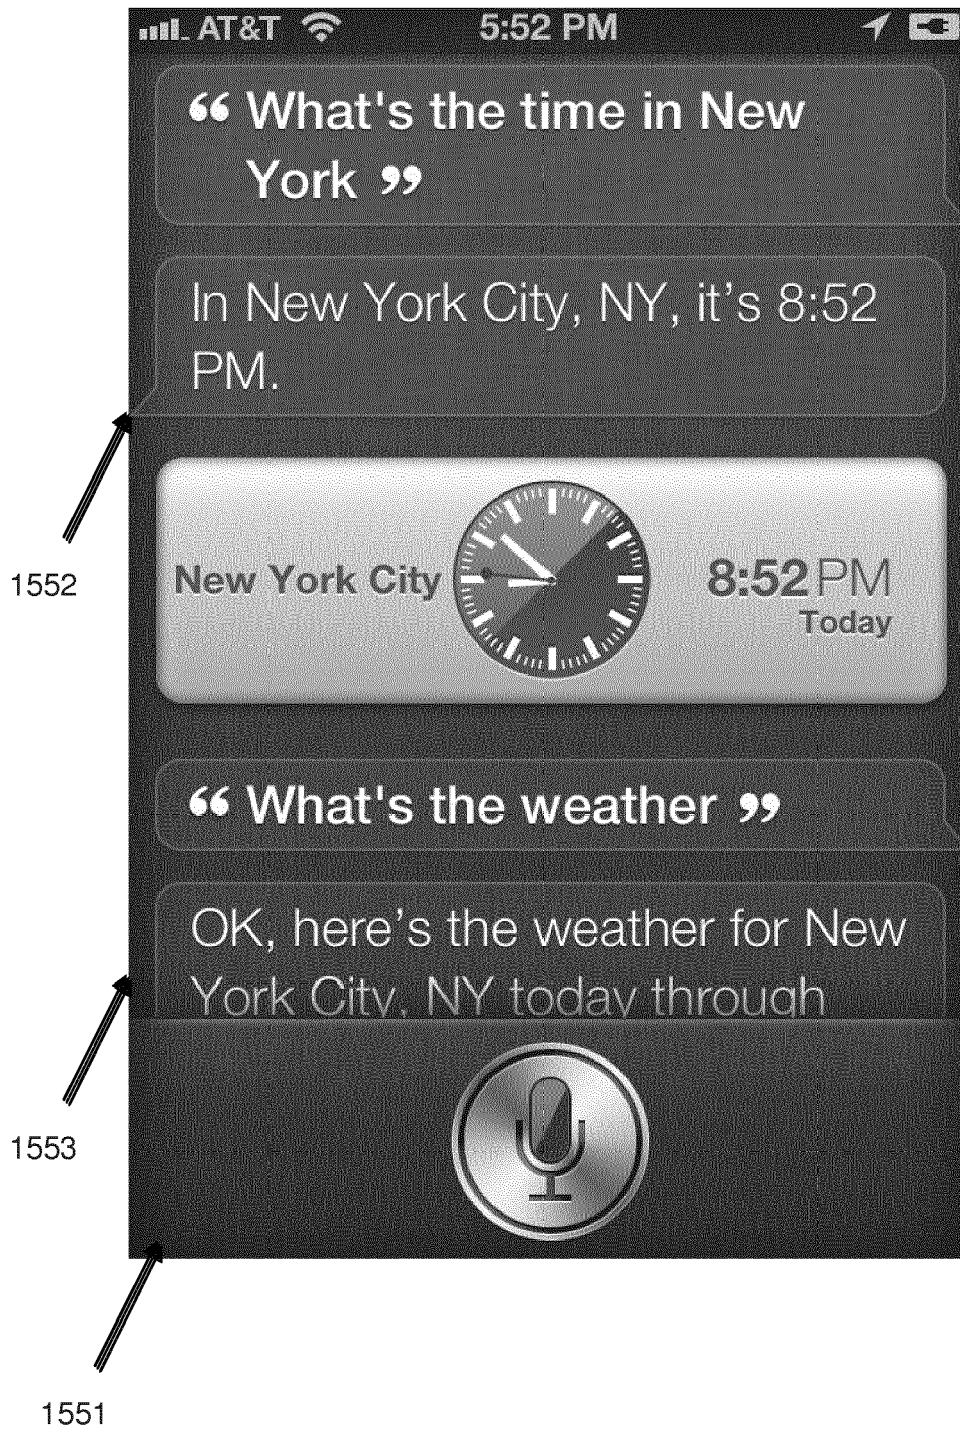 AT&T 5:52 PM
“ What's the time in New
York ”
In New York City, NY, it's 8:52
PM.
1552
New York City 8:52 PM
Today
“ What's the weather ”
OK, here's the weather for New
York City, NY today through
1553
1551